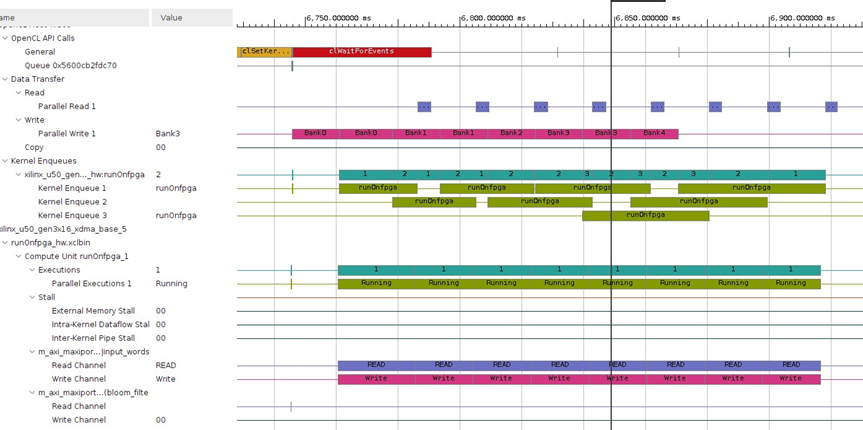 ame Value
6,750.000000 ms 6,800.000000 ms 6,850.000000 ms 6,900.000000 ms
OpenCL API Calls
General clSetKer... clWaitForEvents
Queue 0x5600cb2fdc70
Data Transfer
Read
Parallel Read 1 ... ... ... ... ... ... ... ...
Write
Parallel Write 1 Bank3 Bank0 Bank0 Bank1 Bank1 Bank2 Bank3 Bank3 Bank4
Copy 00
Kernel Enqueues
xilinx_u50_gen..._hw:runOnfpga 2 1 2 1 2 1 2 2 3 2 3 2 3 2 1
Kernel Enqueue 1 runOnfpga runOnfpga runOnfpga runOnfpga runOnfpga
Kernel Enqueue 2 runOnfpga runOnfpga runOnfpga
Kernel Enqueue 3 runOnfpga runOnfpga
xilinx_u50_gen3x16_xdma_base_5
runOnfpga_hw.xclbin
Compute Unit runOnfpga_1
Executions 1 1 1 1 1 1 1 1 1
Parallel Executions 1 Running Running Running Running Running Running Running Running Running
Stall
External Memory Stall 00
Intra-Kernel Dataflow Stal 00
Inter-Kernel Pipe Stall 00
m_axi_maxipor...(input_words
Read Channel READ READ READ READ READ READ READ READ READ
Write Channel Write Write Write Write Write Write Write Write Write
m_axi_maxipor...(bloom_filte
Read Channel
Write Channel 00